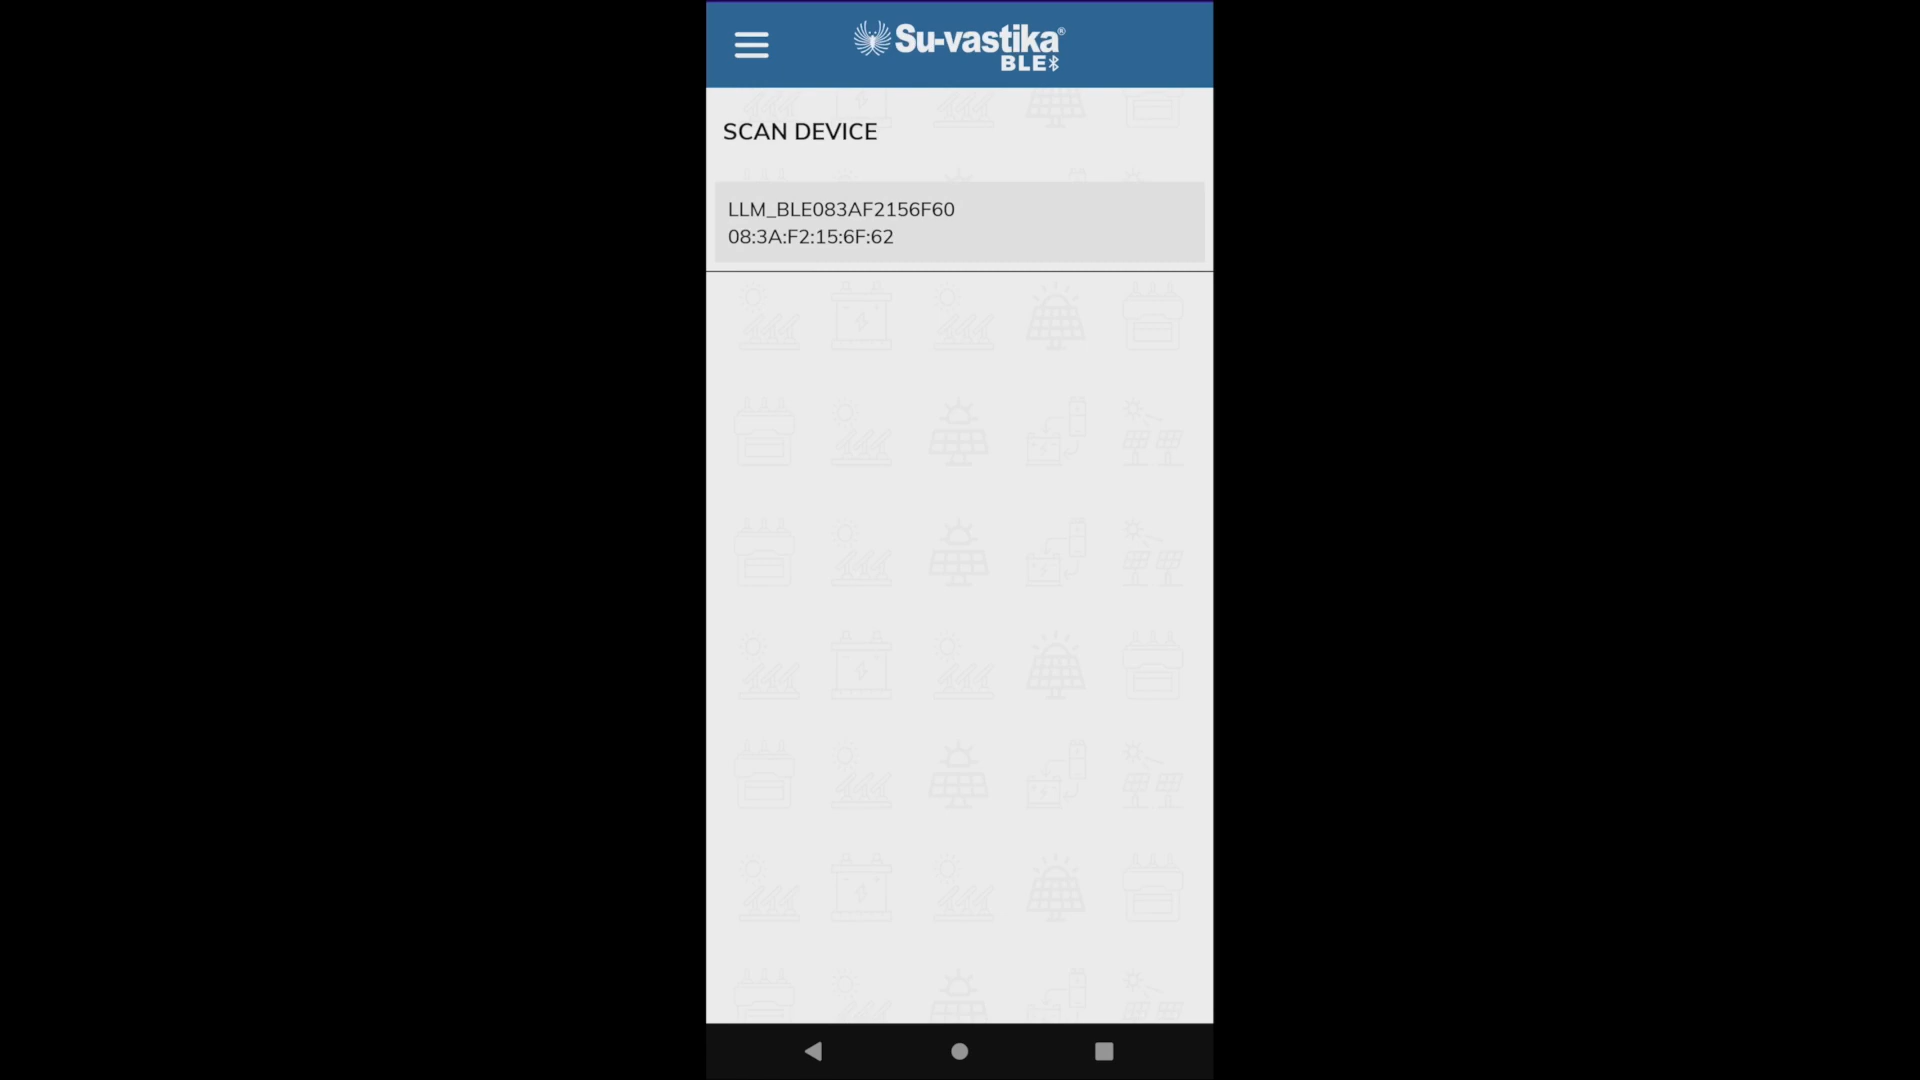 Su-vastika®
BLE
SCAN DEVICE
LLM_BLE083AF2156F60
08:3A:F2:15:6F:62